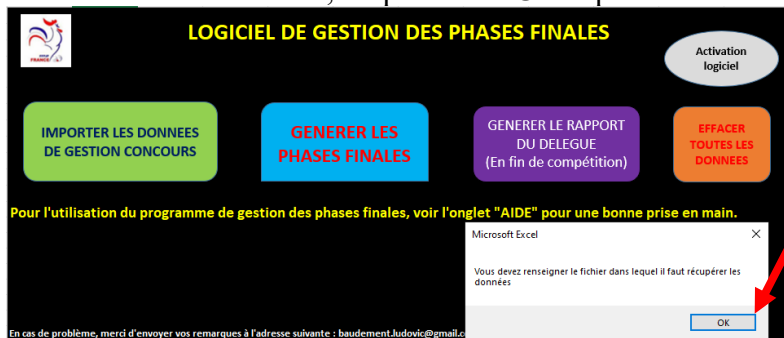 LOGICIEL DE GESTION DES PHASES FINALES
Activation
logiciel
IMPORTER LES DONNEES
DE GESTION CONCOURS
GENERER LES
PHASES FINALES
GENERER LE RAPPORT
DU DELEGUE
(En fin de compétition)
EFFACER
TOUTES LES
DONNEES
Pour l'utilisation du programme de gestion des phases finales, voir l'onglet "AIDE" pour une bonne prise en main.
Microsoft Excel
Vous devez renseigner le fichier dans lequel il faut récupérer les
données
OK
En cas de problème, merci d'envoyer vos remarques à l'adresse suivante : baudement.ludovic@gmail.c